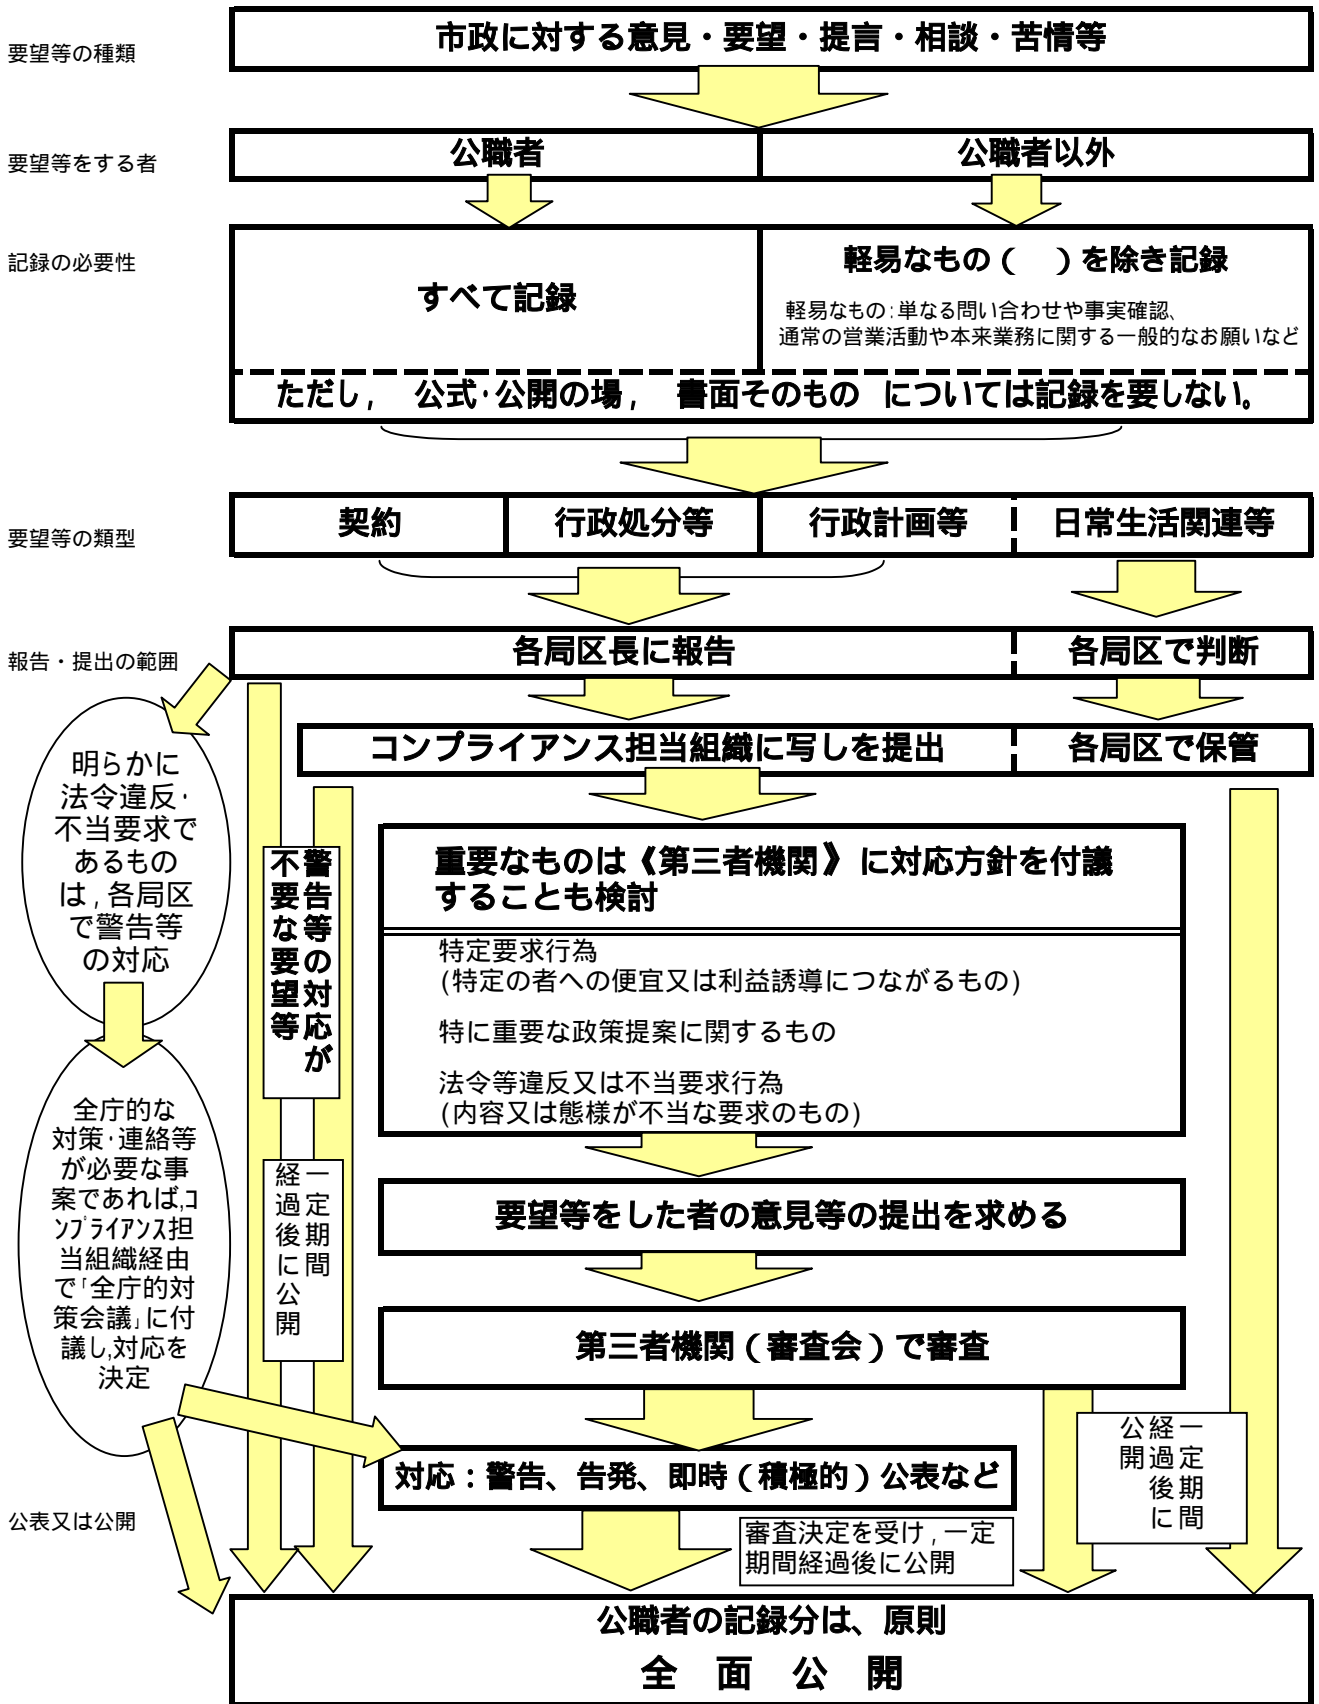 要望等の種類
市政に対する意見・要望・提言・相談・苦情等
要望等をする者
公職者
公職者以外
記録の必要性
すべて記録
軽易なもの（　）を除き記録
軽易なもの:単なる問い合わせや事実確認、
通常の営業活動や本来業務に関する一般的なお願いなど
ただし，　公式・公開の場，　書面そのもの　については記録を要しない。
要望等の類型
契約
行政処分等
行政計画等
日常生活関連等
報告・提出の範囲
各局区長に報告
各局区で判断
コンプライアンス担当組織に写しを提出
各局区で保管
明らかに
法令違反・
不当要求で
あるもの
は，各局区
で警告等
の対応
警告等の対応が
不要な要望等
重要なものは《第三者機関》に対応方針を付議
することも検討
特定要求行為
(特定の者への便宜又は利益誘導につながるもの)
特に重要な政策提案に関するもの
法令等違反又は不当要求行為
(内容又は態様が不当な要求のもの)
全庁的な
対策・連絡等
が必要な事
案であれば,コ
ンプライアンス担
当組織経由
で「全庁的対
策会議」に付
議し,対応を
決定
一定期間
経過後に公開
要望等をした者の意見等の提出を求める
第三者機関（審査会）で審査
対応：警告、告発、即時（積極的）公表など
一定期間
経過後に
公開
公表又は公開
審査決定を受け，一定
期間経過後に公開
公職者の記録分は、原則
全　面　公　開